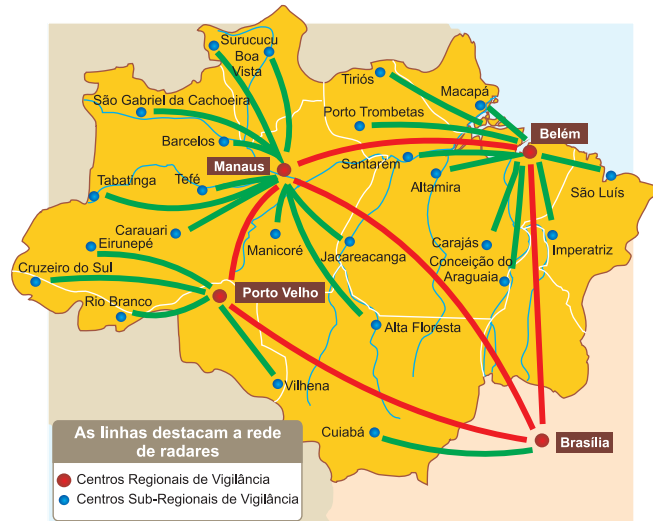 Surucucu
Boa
Vista
Tiriós
Macapá
São Gabriel da Cachoeira
Porto Trombetas
Belém
Barcelos
Manaus
Santarém
Tabatinga
Tefé
Altamira
São Luís
Carauari
Eirunepé
Manicoré
Jacareacanga
Carajás
Conceição do
Araguaia
Imperatriz
Cruzeiro do Sul
Rio Branco
Porto Velho
Alta Floresta
Vilhena
Cuiabá
Brasília
As linhas destacam a rede
de radares
Centros Regionais de Vigilância
Centros Sub-Regionais de Vigilância